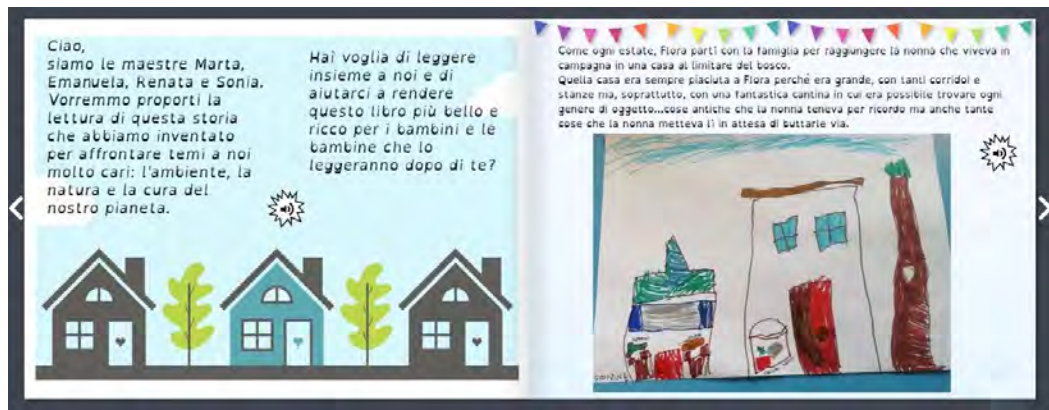 Ciao,
siamo le maestre Marta,
Emanuela, Renata e Sonia.
Vorremmo proporti la
lettura di questa storia
che abbiamo inventato
per affrontare temi a noi
molto cari: l'ambiente, la
natura e la cura del
nostro pianeta.
Hai voglia di leggere
insieme a noi e di
aiutarci a rendere
questo libro più bello e
ricco per i bambini e le
bambine che lo
leggeranno dopo di te?
Come ogni estate, Flora partì con la famiglia per raggiungere la nonna che viveva in
campagna in una casa al limitare del bosco.
Quella casa era sempre piaciuta a Flora perché era grande, con tanti corridoi e
stanze ma, soprattutto, con una fantastica cantina in cui era possibile trovare ogni
genere di oggetto...cose antiche che la nonna teneva per ricordo ma anche tante
cose che la nonna metteva lì in attesa di buttarle via.